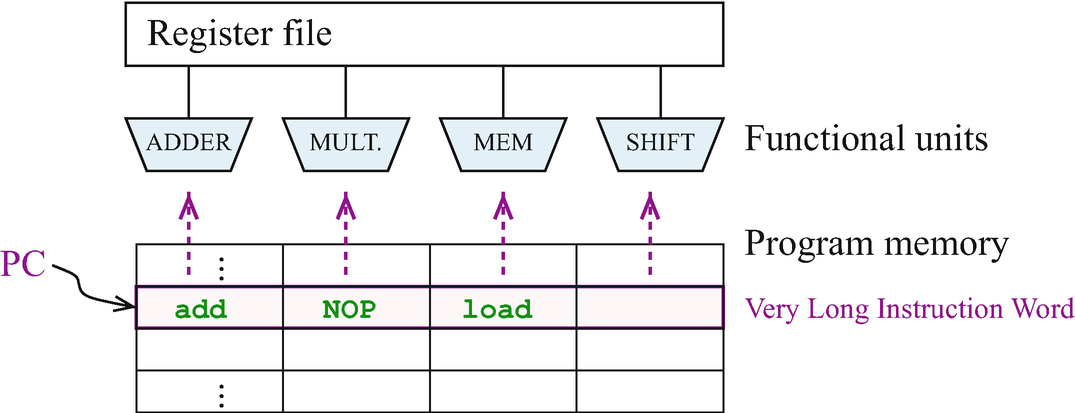 Register file
ADDER MULT. MEM SHIFT Functional units
Program memory
PC
⋮
add NOP load Very Long Instruction Word
⋮